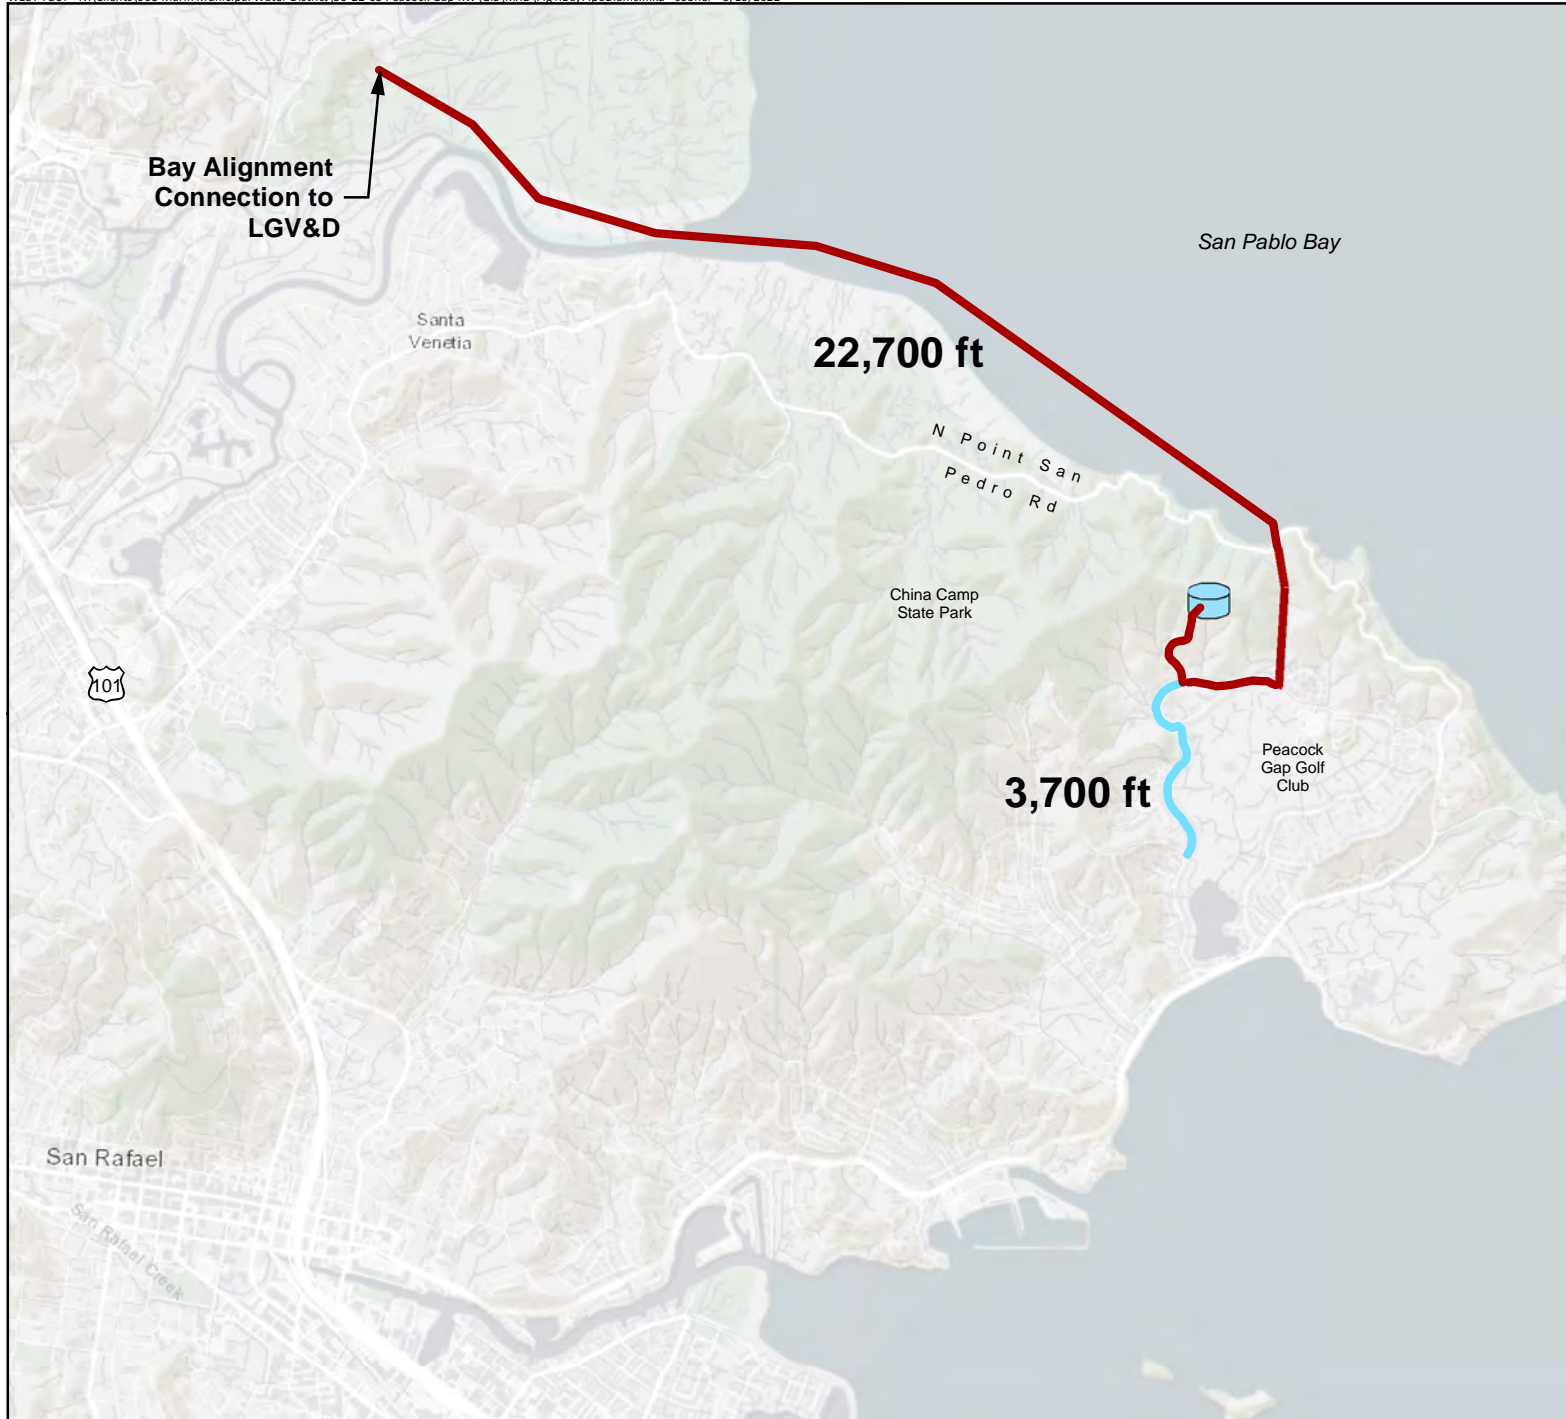 Bay Alignment
Connection to
LGV&D
San Pablo Bay
Santa
Venetia
22,700 ft
N Point San
Pedro Rd
China Camp
State Park
101
Peacock
Gap Golf
Club
3,700 ft
San Rafael
San Rafael Creek